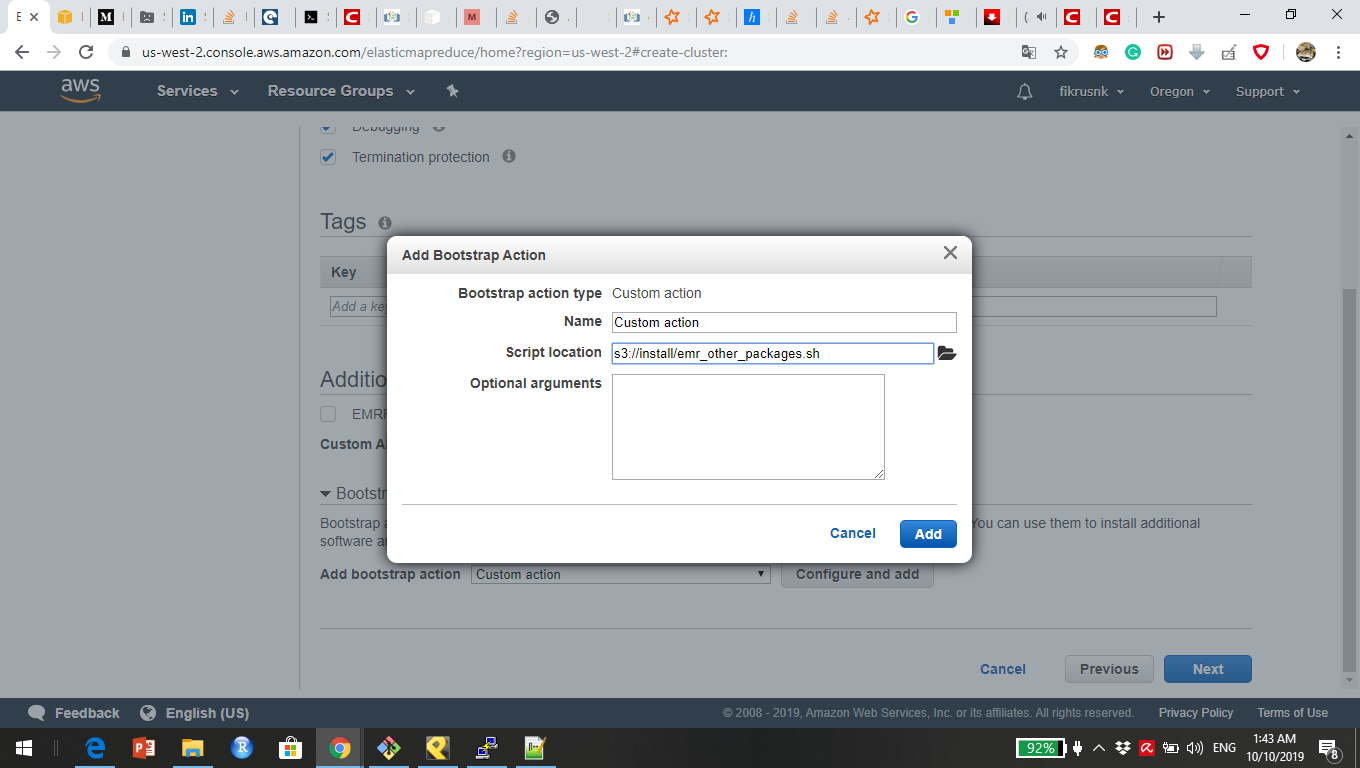 us-west-2.console.aws.amazon.com/elasticmapreduce/home?region=us-west-2#create-cluster:
aws Services Resource Groups fikrusnk Oregon Support
Debugging
Termination protection
Tags
Key
Add a ke
Add Bootstrap Action
Bootstrap action type Custom action
Name Custom action
Script location s3://install/emr_other_packages.sh
Optional arguments
Additio
EMRF
Custom A
Bootstr
Bootstrap a You can use them to install additional
software a
Cancel Add
Add bootstrap action Custom action Configure and add
Cancel Previous Next
Feedback English (US) © 2008 - 2019, Amazon Web Services, Inc. or its affiliates. All rights reserved. Privacy Policy Terms of Use
92% ENG 1:43 AM
10/10/2019 8